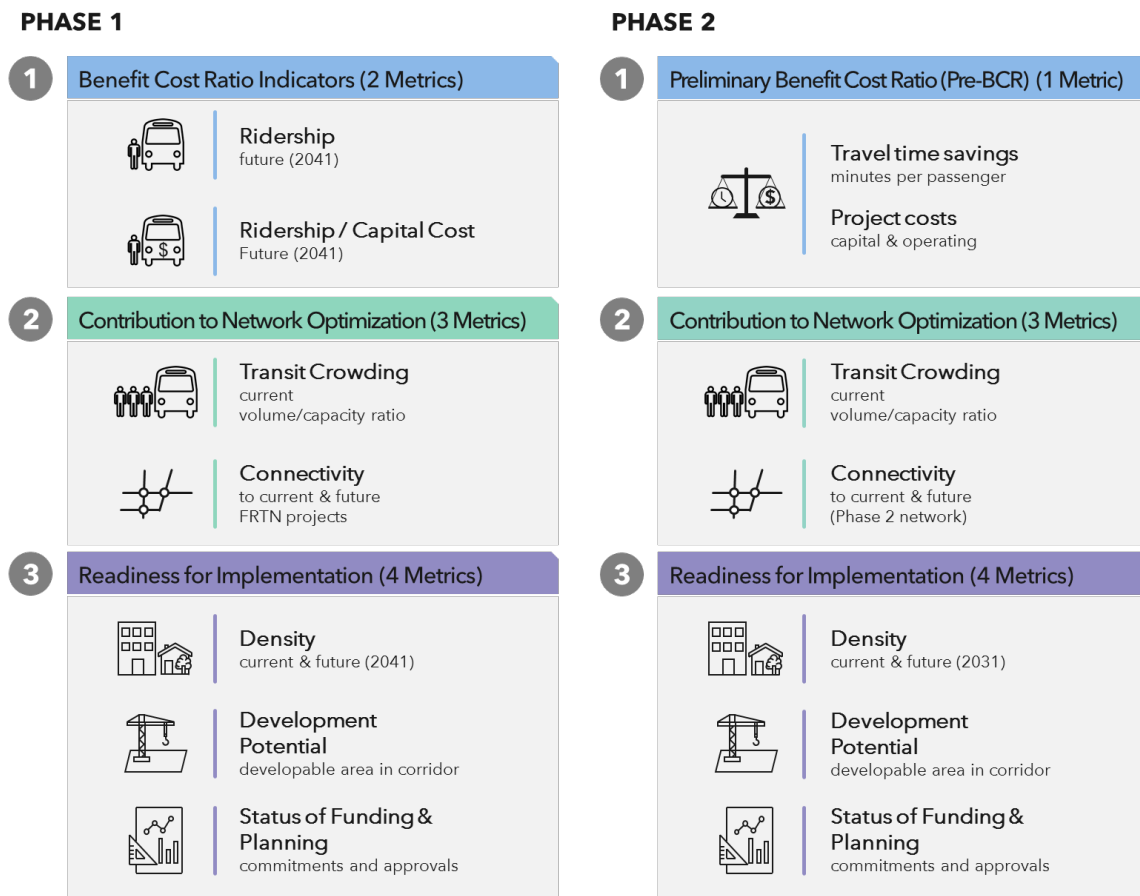 PHASE 1
1
Benefit Cost Ratio Indicators (2 Metrics)
Ridership
future (2041)
$
Ridership / Capital Cost
Future (2041)
2
Contribution to Network Optimization (3 Metrics)
Transit Crowding
current
volume/capacity ratio
Connectivity
to current & future
FRTN projects
3
Readiness for Implementation (4 Metrics)
Density
current & future (2041)
Development
Potential
developable area in corridor
Status of Funding &
Planning
commitments and approvals
PHASE 2
1
Preliminary Benefit Cost Ratio (Pre-BCR) (1 Metric)
$
Travel time savings
minutes per passenger
Project costs
capital & operating
2
Contribution to Network Optimization (3 Metrics)
Transit Crowding
current
volume/capacity ratio
Connectivity
to current & future
(Phase 2 network)
3
Readiness for Implementation (4 Metrics)
Density
current & future (2031)
Development
Potential
developable area in corridor
Status of Funding &
Planning
commitments and approvals